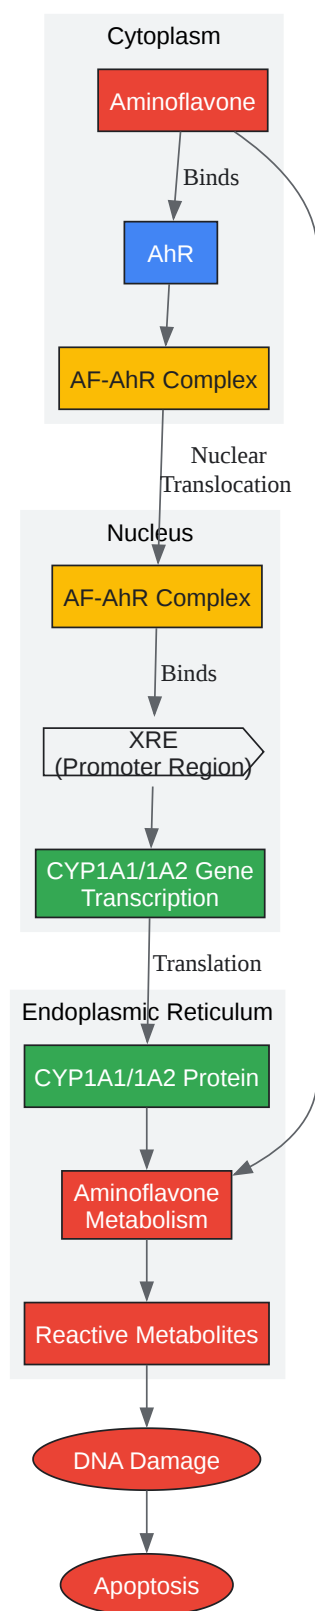 Cytoplasm
Aminoflavone
Binds
AhR
AF-AhR Complex
Nuclear
Translocation
Nucleus
AF-AhR Complex
Binds
XRE
(Promoter Region)
CYP1A1/1A2 Gene
Transcription
Translation
Endoplasmic Reticulum
CYP1A1/1A2 Protein
Aminoflavone
Metabolism
Reactive Metabolites
DNA Damage
Apoptosis